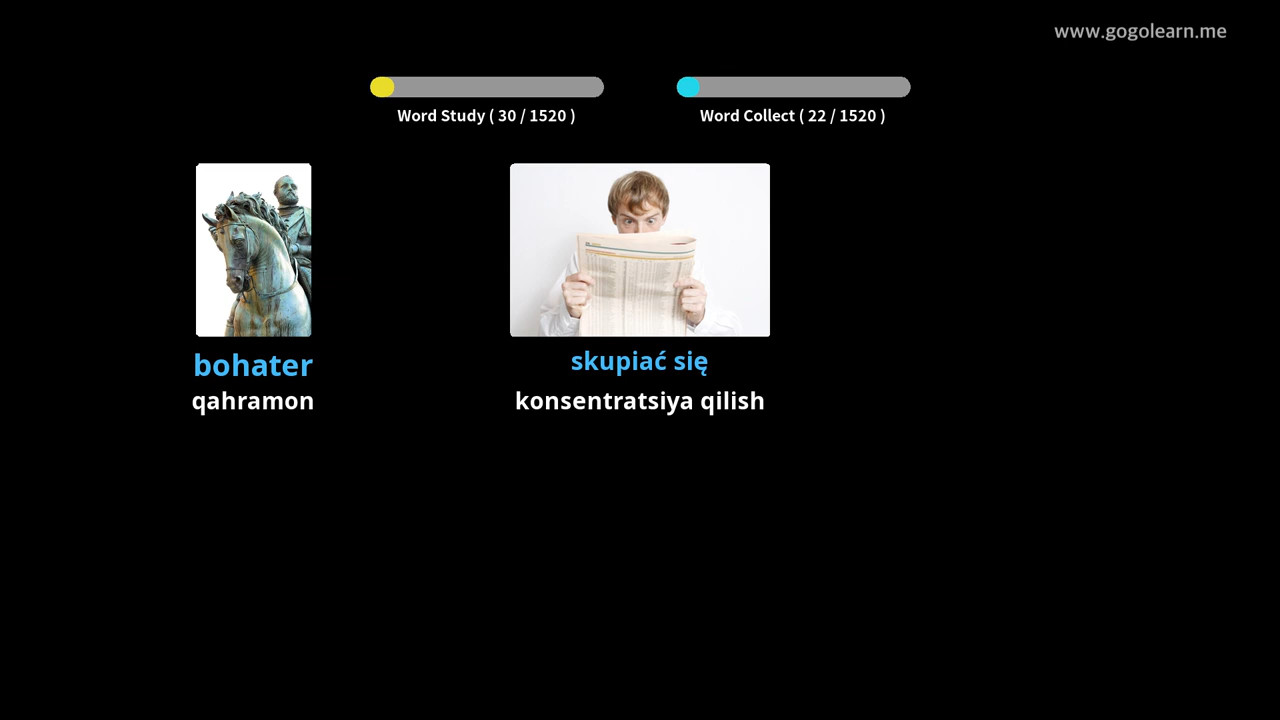 www.gogolearn.me
Word Study ( 30 / 1520 )
Word Collect ( 22 / 1520 )
bohater
qahramon
skupiać się
konsentratsiya qilish